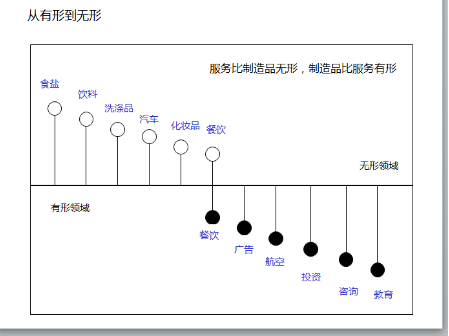 从有形到无形
服务比制造品无形，制造品比服务有形
食盐
饮料
洗涤品
汽车
化妆品
餐饮
无形领域
有形领域
餐饮
广告
航空
投资
咨询
教育